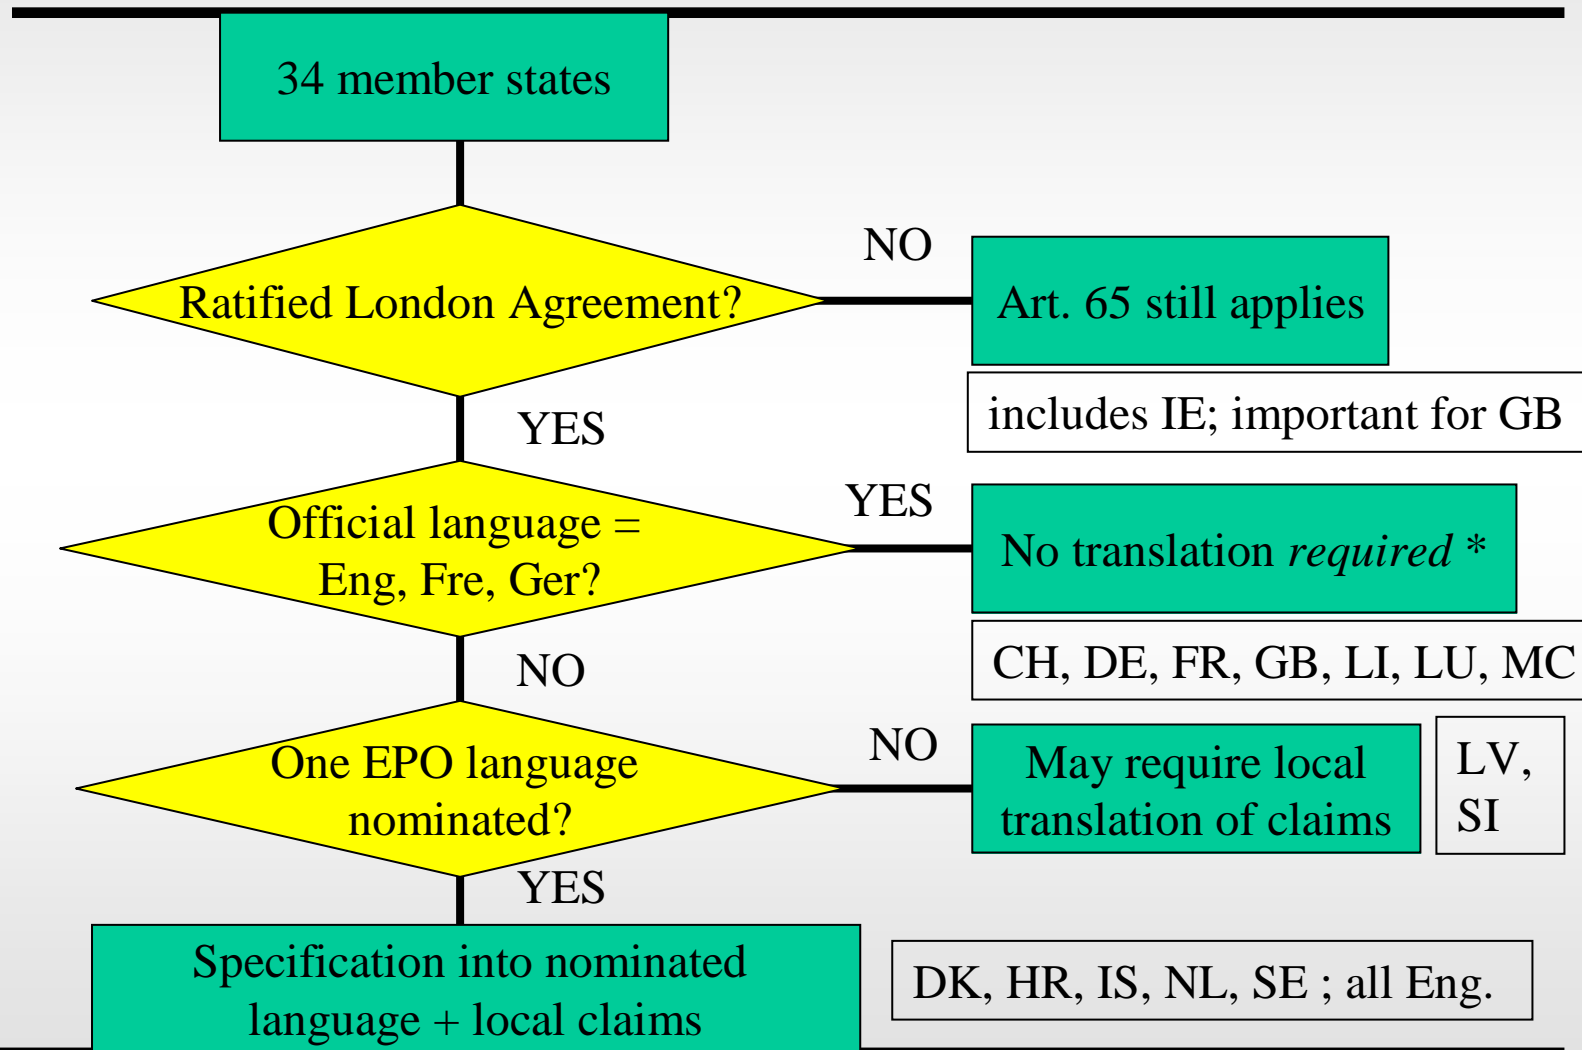 34 member states
NO
Ratified London Agreement?
Art. 65 still applies
includes IE; important for GB
YES
YES
Official language =
Eng, Fre, Ger?
No translation required *
CH, DE, FR, GB, LI, LU, MC
NO
NO
One EPO language
nominated?
May require local
translation of claims
LV,
SI
YES
Specification into nominated
language + local claims
DK, HR, IS, NL, SE ; all Eng.